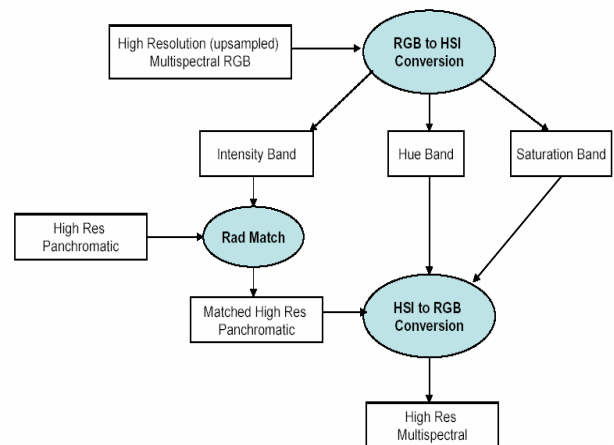 High Resolution (upsampled)
Multispectral RGB
RGB to HSI
Conversion
Intensity Band
Hue Band
Saturation Band
High Res
Panchromatic
Rad Match
Matched High Res
Panchromatic
HSI to RGB
Conversion
High Res
Multispectral